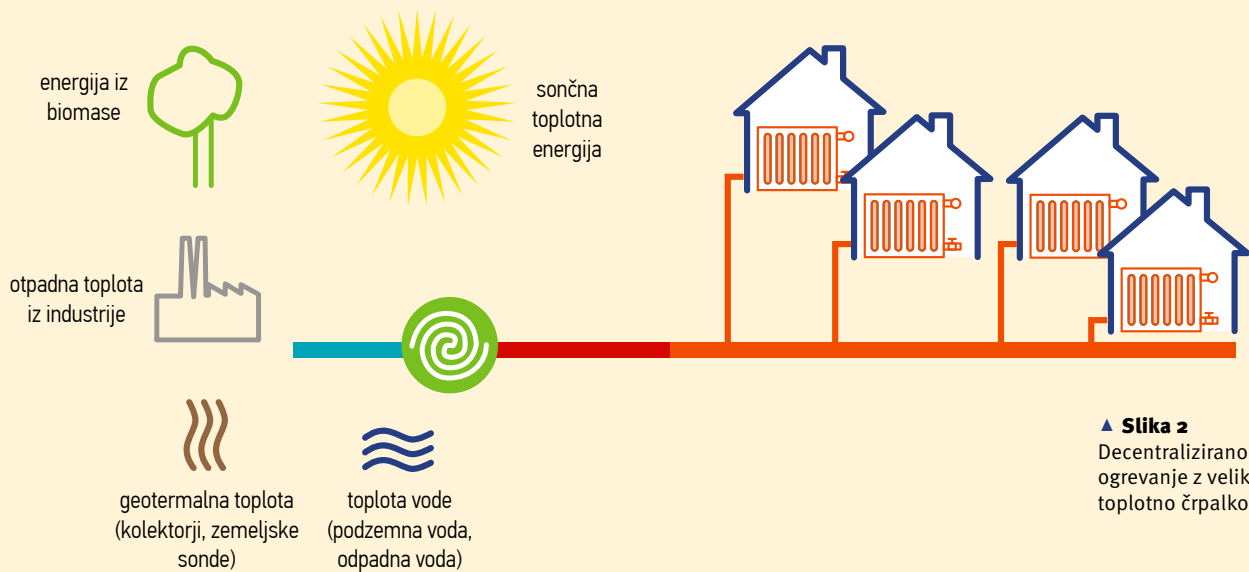 energija iz
biomase
sončna
toplotna
energija
otpadna toplota
iz industrije
geotermalna toplota
(kolektorji, zemeljske
sonde)
toplota vode
(podzemna voda,
odpadna voda)
▲ Slika 2
Decentralizirano
ogrevanje z velik
toplotno črpalko